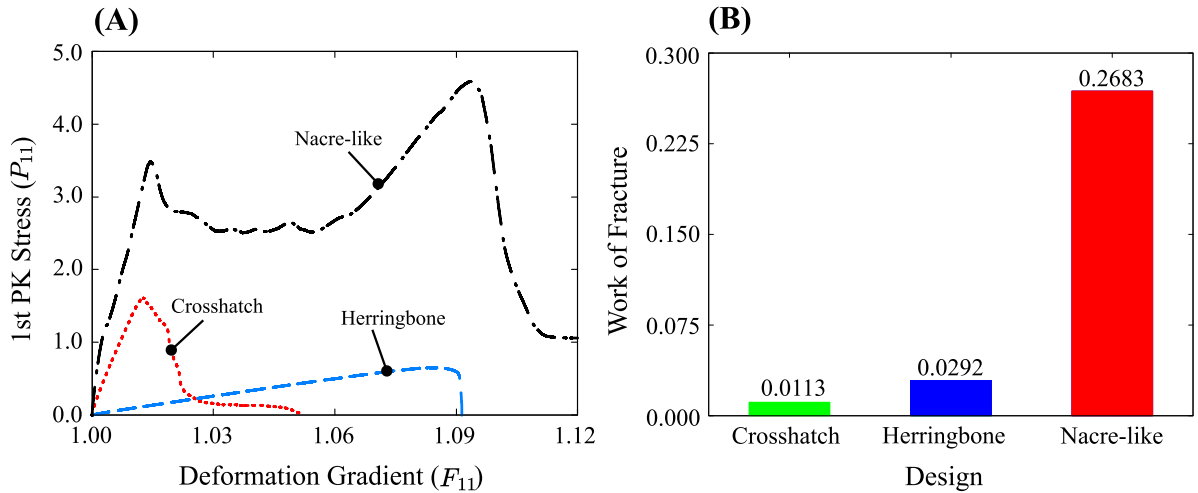 (A)
5.0
4.0
3.0
2.0
1.0
0.0
1st PK Stress (P11)
Nacre-like
Crosshatch
Herringbone
1.00 1.03 1.06 1.09 1.12
Deformation Gradient (F11)
(B)
0.300
0.225
0.150
0.075
0.000
Work of Fracture
0.0113
0.0292
0.2683
Crosshatch Herringbone Nacre-like
Design